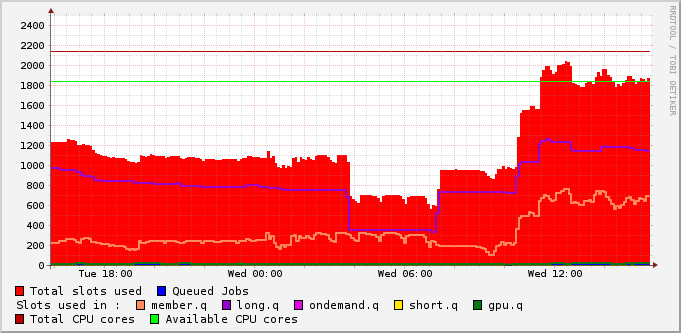 2400
2200
2000
1800
1600
1400
1200
1000
800
600
400
200
0
Tue 18:00 Wed 00:00 Wed 06:00 Wed 12:00
RRDTOOL / TOBI OETIKER
Total slots used Queued Jobs
Slots used in : member.q long.q ondemand.q short.q gpu.q
Total CPU cores Available CPU cores